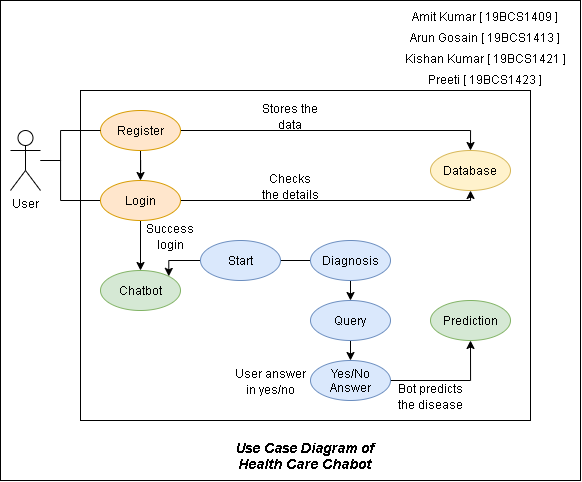 Amit Kumar [ 19BCS1409 ]
Arun Gosain [ 19BCS1413 ]
Kishan Kumar [ 19BCS1421 ]
Preeti [ 19BCS1423 ]
Stores the
data
Register
Database
User
Checks
the details
Login
Success
login
Start
Diagnosis
Chatbot
Query
Prediction
User answer
in yes/no
Yes/No
Answer
Bot predicts
the disease
Use Case Diagram of
Health Care Chabot